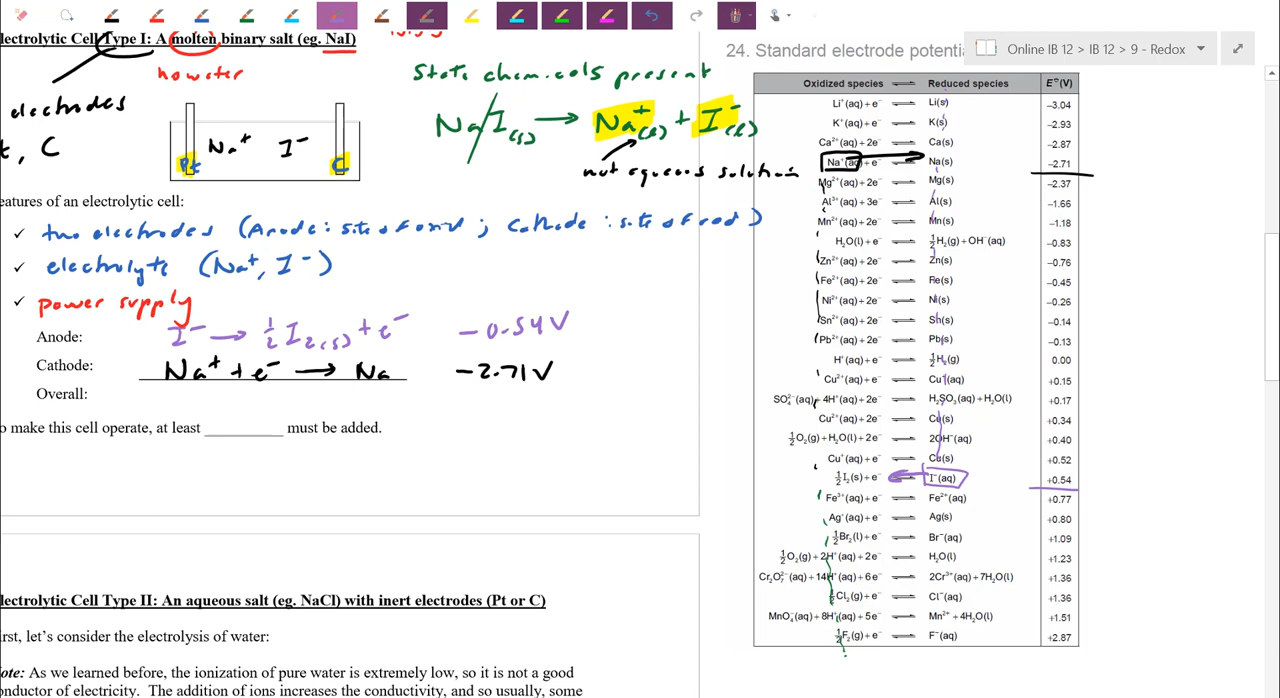 lectrolytic Cell Type I: A molten binary salt (eg. NaI)
no water
electrodes
t, C
Na⁺ I⁻
Pt C
State chemicals present
NaI(s) → Na⁺(l) + I⁻(l)
not aqueous solution
eatures of an electrolytic cell:
✓ two electrodes (Anode: site of oxid ; Cathode: site of red)
✓ electrolyte (Na⁺, I⁻)
✓ power supply
Anode: I⁻ → ½ I₂(s) + e⁻ −0.54V
Cathode: Na⁺ + e⁻ → Na −2.71V
Overall:
o make this cell operate, at least __________ must be added.
lectrolytic Cell Type II: An aqueous salt (eg. NaCl) with inert electrodes (Pt or C)
irst, let's consider the electrolysis of water:
ote: As we learned before, the ionization of pure water is extremely low, so it is not a good
onductor of electricity. The addition of ions increases the conductivity, and so usually, some
24. Standard electrode potenti
Online IB 12 > IB 12 > 9 - Redox
Oxidized species ⇌ Reduced species E⊖(V)
Li⁺(aq) + e⁻ ⇌ Li(s) −3.04
K⁺(aq) + e⁻ ⇌ K(s) −2.93
Ca²⁺(aq) + 2e⁻ ⇌ Ca(s) −2.87
Na⁺(aq) + e⁻ ⇌ Na(s) −2.71
Mg²⁺(aq) + 2e⁻ ⇌ Mg(s) −2.37
Al³⁺(aq) + 3e⁻ ⇌ Al(s) −1.66
Mn²⁺(aq) + 2e⁻ ⇌ Mn(s) −1.18
H₂O(l) + e⁻ ⇌ ½H₂(g) + OH⁻(aq) −0.83
Zn²⁺(aq) + 2e⁻ ⇌ Zn(s) −0.76
Fe²⁺(aq) + 2e⁻ ⇌ Fe(s) −0.45
Ni²⁺(aq) + 2e⁻ ⇌ Ni(s) −0.26
Sn²⁺(aq) + 2e⁻ ⇌ Sn(s) −0.14
Pb²⁺(aq) + 2e⁻ ⇌ Pb(s) −0.13
H⁺(aq) + e⁻ ⇌ ½H₂(g) 0.00
Cu²⁺(aq) + e⁻ ⇌ Cu⁺(aq) +0.15
SO₄²⁻(aq) + 4H⁺(aq) + 2e⁻ ⇌ H₂SO₃(aq) + H₂O(l) +0.17
Cu²⁺(aq) + 2e⁻ ⇌ Cu(s) +0.34
½O₂(g) + H₂O(l) + 2e⁻ ⇌ 2OH⁻(aq) +0.40
Cu⁺(aq) + e⁻ ⇌ Cu(s) +0.52
½I₂(s) + e⁻ ⇌ I⁻(aq) +0.54
Fe³⁺(aq) + e⁻ ⇌ Fe²⁺(aq) +0.77
Ag⁺(aq) + e⁻ ⇌ Ag(s) +0.80
½Br₂(l) + e⁻ ⇌ Br⁻(aq) +1.09
½O₂(g) + 2H⁺(aq) + 2e⁻ ⇌ H₂O(l) +1.23
Cr₂O₇²⁻(aq) + 14H⁺(aq) + 6e⁻ ⇌ 2Cr³⁺(aq) + 7H₂O(l) +1.36
½Cl₂(g) + e⁻ ⇌ Cl⁻(aq) +1.36
MnO₄⁻(aq) + 8H⁺(aq) + 5e⁻ ⇌ Mn²⁺ + 4H₂O(l) +1.51
½F₂(g) + e⁻ ⇌ F⁻(aq) +2.87